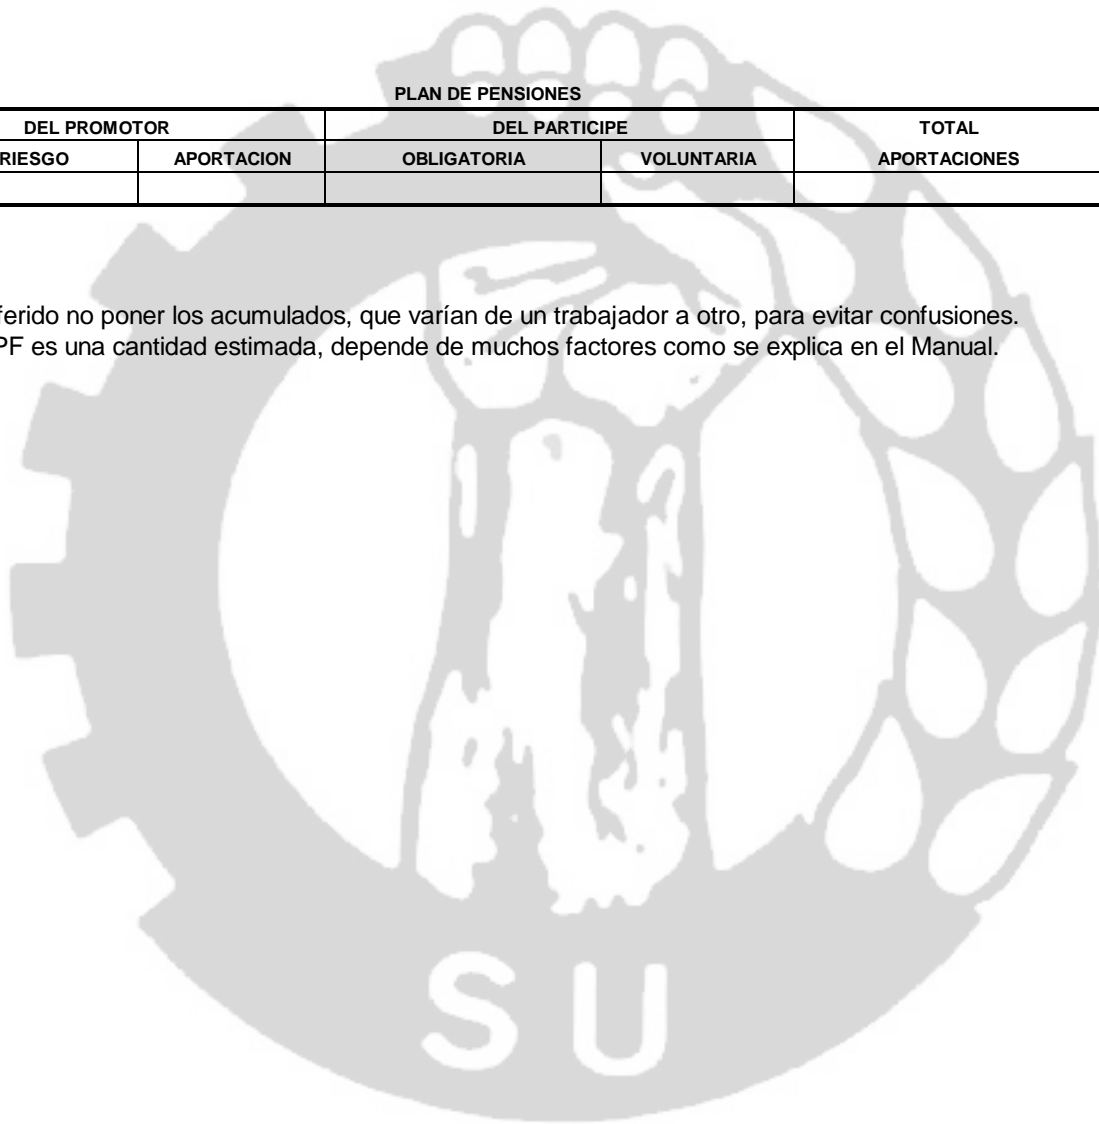 PLAN DE PENSIONES
DEL PROMOTOR DEL PARTICIPE TOTAL
RIESGO APORTACION OBLIGATORIA VOLUNTARIA APORTACIONES
ferido no poner los acumulados, que varían de un trabajador a otro, para evitar confusiones.
PF es una cantidad estimada, depende de muchos factores como se explica en el Manual.
SU